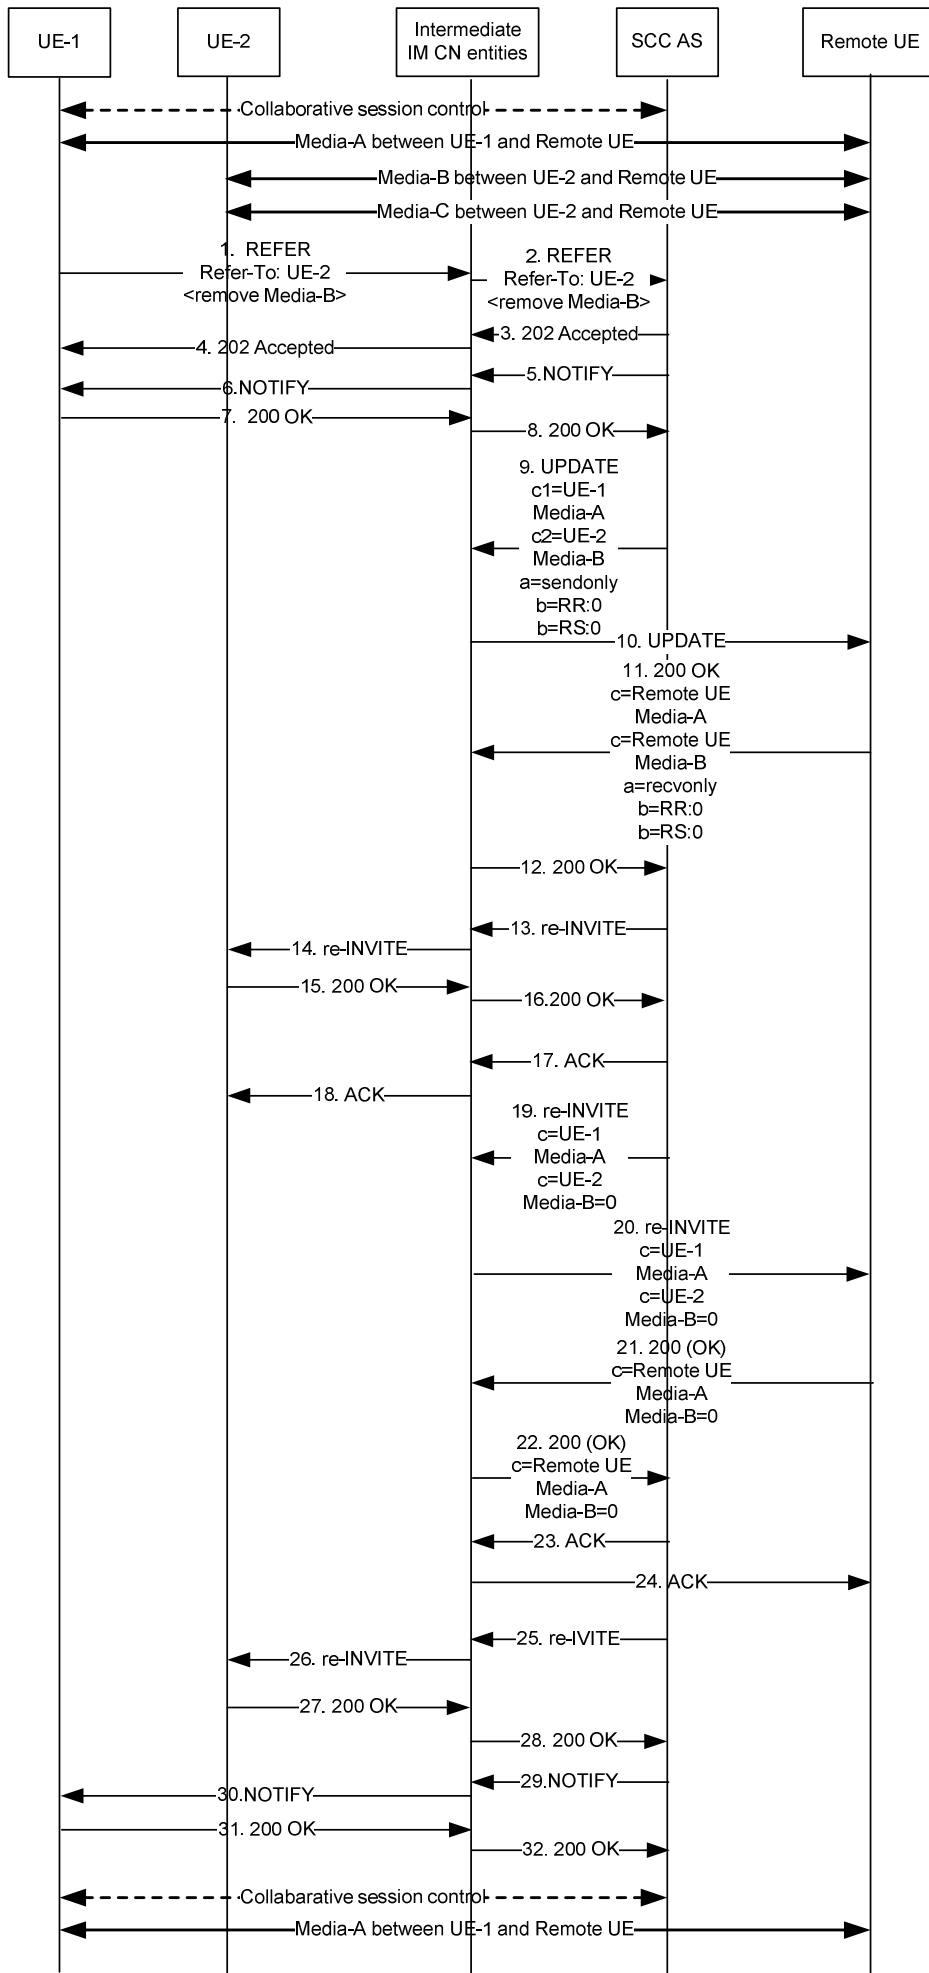 UE-1
UE-2
Intermediate
IM CN entities
SCC AS
Remote UE
Collaborative session control
Media-A between UE-1 and Remote UE
Media-B between UE-2 and Remote UE
Media-C between UE-2 and Remote UE
1. REFER
Refer-To: UE-2
<remove Media-B>
2. REFER
Refer-To: UE-2
<remove Media-B>
3. 202 Accepted
4. 202 Accepted
5.NOTIFY
6.NOTIFY
7. 200 OK
8. 200 OK
9. UPDATE
c1=UE-1
Media-A
c2=UE-2
Media-B
a=sendonly
b=RR:0
b=RS:0
10. UPDATE
11. 200 OK
c=Remote UE
Media-A
c=Remote UE
Media-B
a=recvonly
b=RR:0
b=RS:0
12. 200 OK
13. re-INVITE
14. re-INVITE
15. 200 OK
16.200 OK
17. ACK
18. ACK
19. re-INVITE
c=UE-1
Media-A
c=UE-2
Media-B=0
20. re-INVITE
c=UE-1
Media-A
c=UE-2
Media-B=0
21. 200 (OK)
c=Remote UE
Media-A
Media-B=0
22. 200 (OK)
c=Remote UE
Media-A
Media-B=0
23. ACK
24. ACK
25. re-IVITE
26. re-INVITE
27. 200 OK
28. 200 OK
29.NOTIFY
30.NOTIFY
31. 200 OK
32. 200 OK
Collabarative session control
Media-A between UE-1 and Remote UE